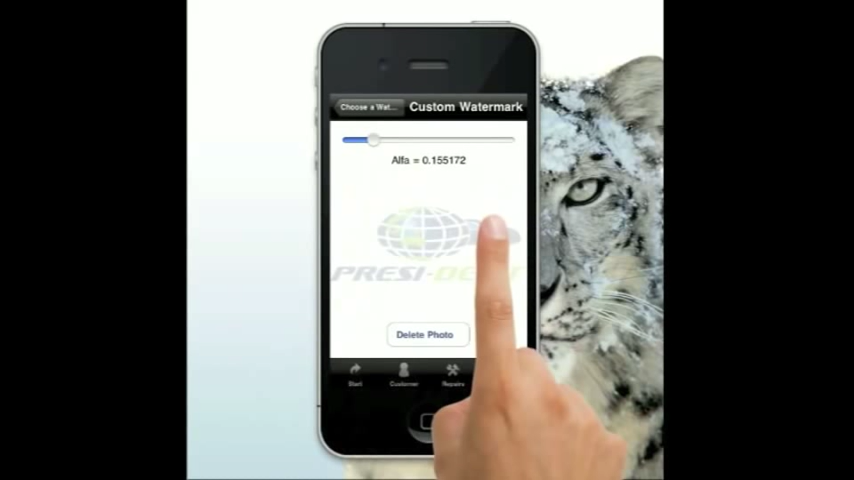 Choose a Wat...
Custom Watermark
Alfa = 0.155172
PRESI-DE
Delete Photo
Start
Customer
Repairs